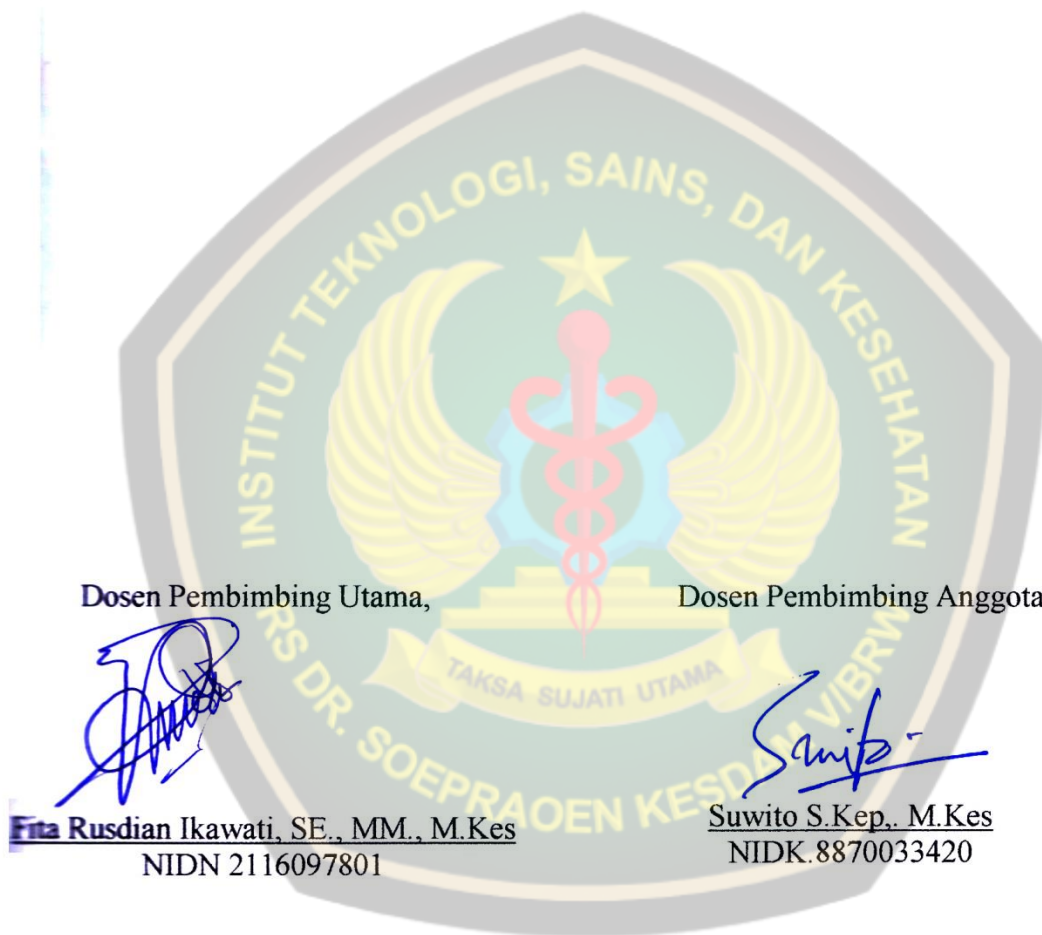 INSTITUT TEKNOLOGI, SAINS, DAN KESEHATAN
RS DR. SOEPRAOEN KESDAM V/BRW
TAKSA SUJATI UTAMA
Dosen Pembimbing Utama,
Dosen Pembimbing Anggota
Fita Rusdian Ikawati, SE., MM., M.Kes
NIDN 2116097801
Suwito S.Kep,. M.Kes
NIDK.8870033420